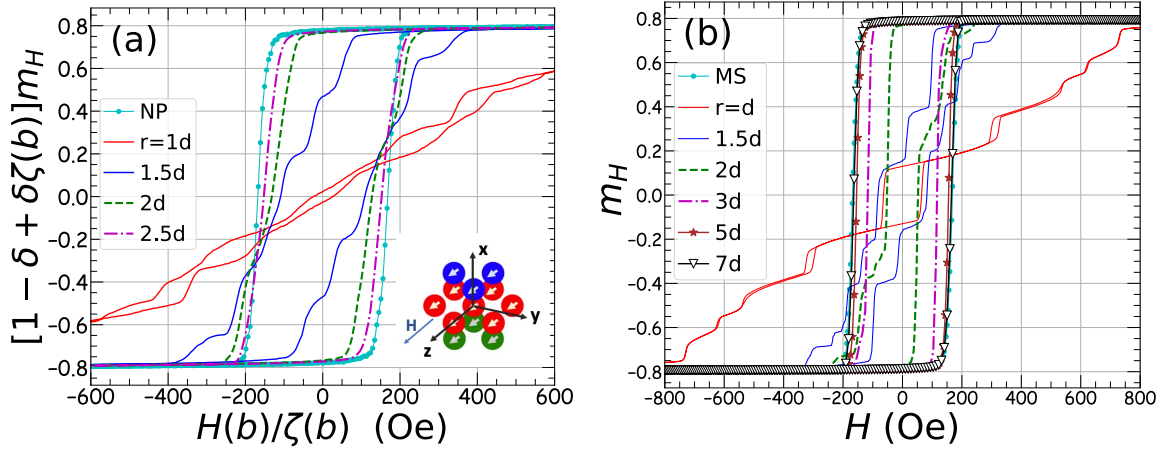 (a)
[1 − δ + δζ(b)]m_H
0.8
0.6
0.4
0.2
0.0
−0.2
−0.4
−0.6
−0.8
NP
r=1d
1.5d
2d
2.5d
x
y
z
H
−600 −400 −200 0 200 400 600
H(b)/ζ(b) (Oe)
(b)
m_H
0.8
0.6
0.4
0.2
0.0
−0.2
−0.4
−0.6
−0.8
MS
r=d
1.5d
2d
3d
5d
7d
−800 −600 −400 −200 0 200 400 600 800
H (Oe)